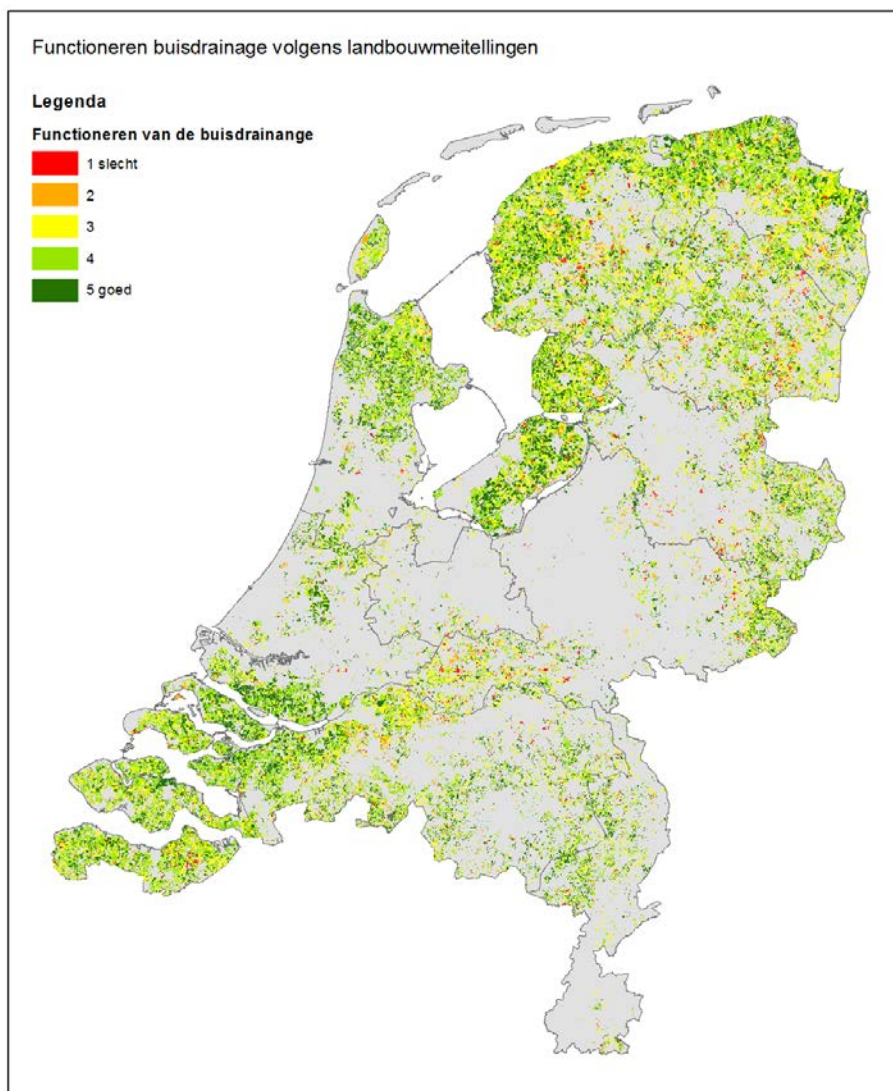 Functioneren buisdrainage volgens landbouwmeitellingen
Legenda
Functioneren van de buisdrainange
1 slecht
2
3
4
5 goed